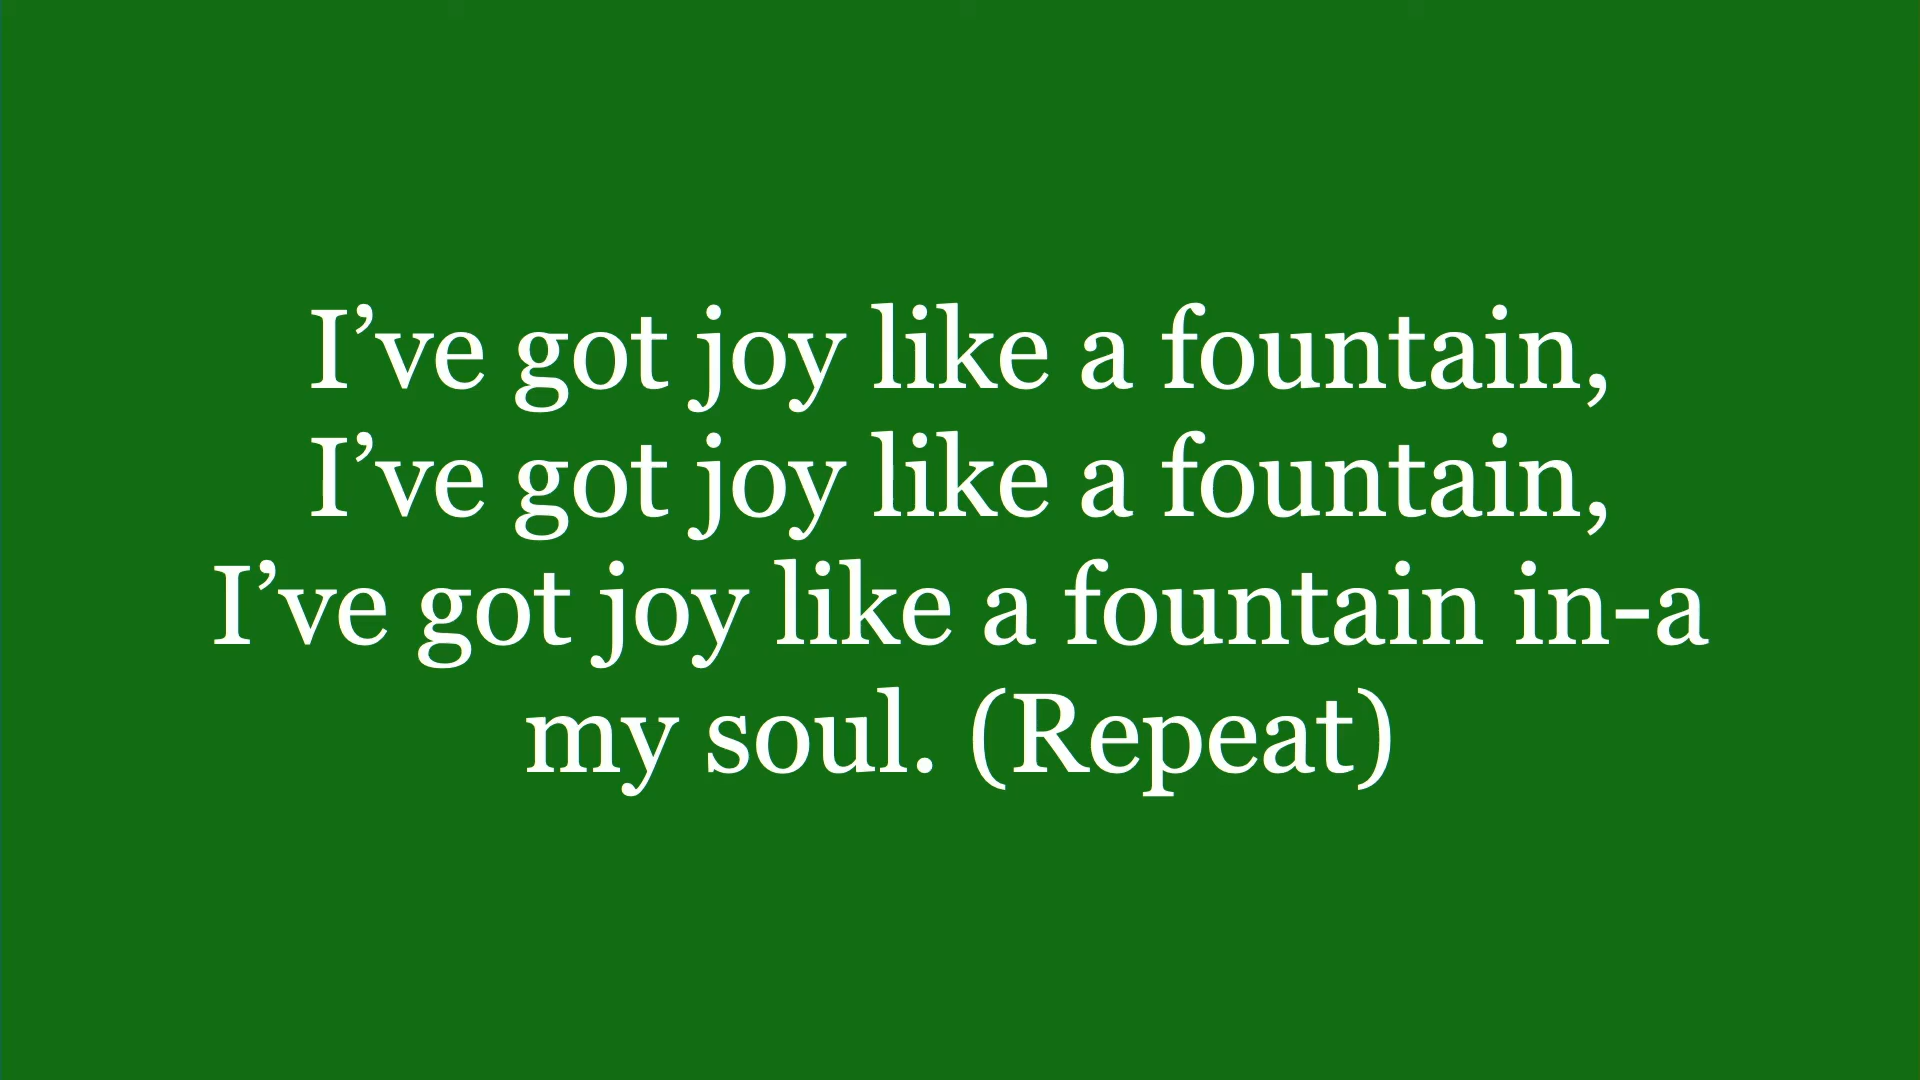 I’ve got joy like a fountain,
I’ve got joy like a fountain,
I’ve got joy like a fountain in-a
my soul. (Repeat)